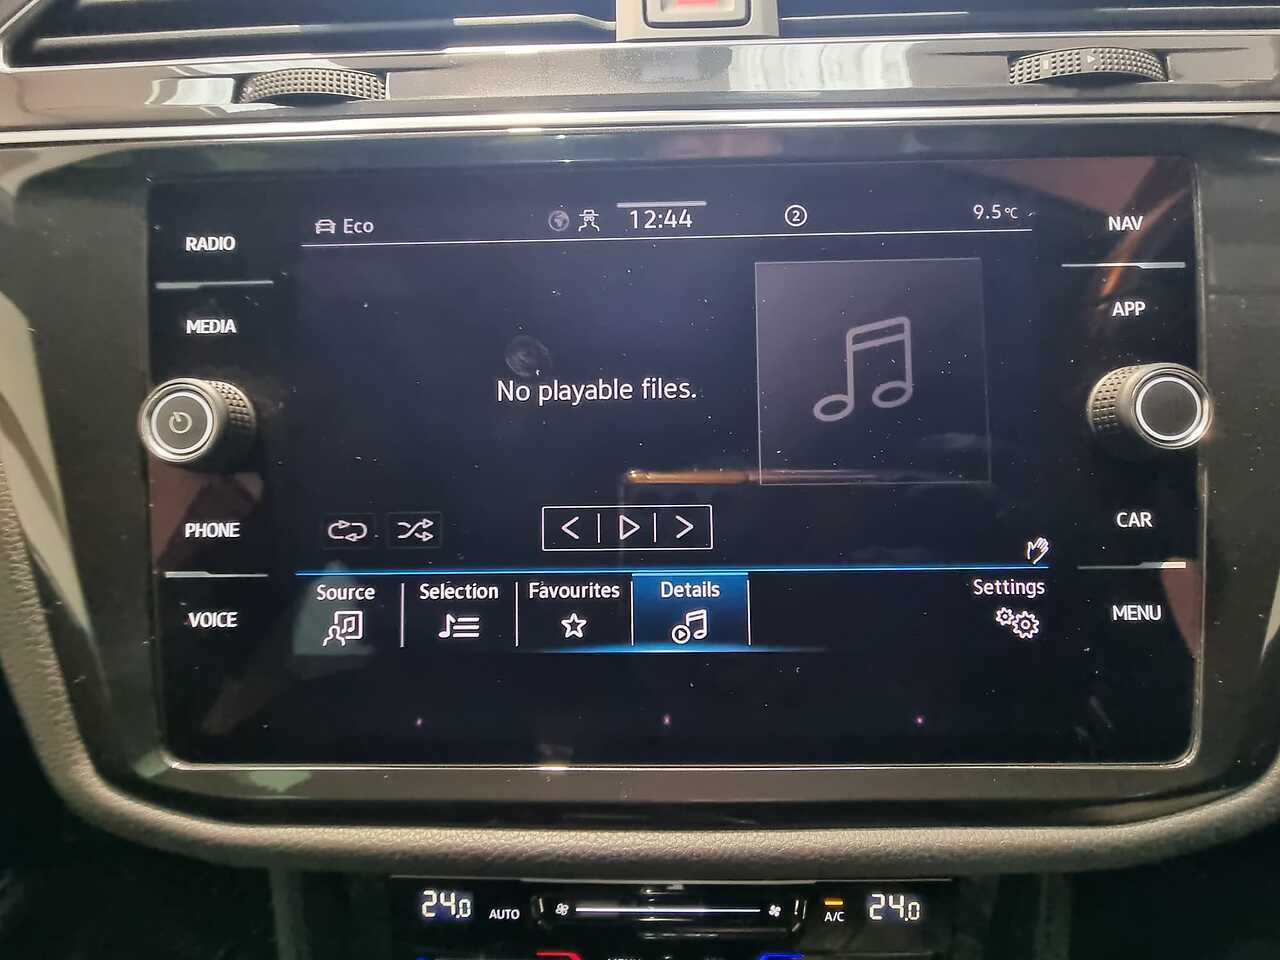 RADIO
MEDIA
PHONE
VOICE
Eco
12:44
2
9.5°C
No playable files.
Source
Selection
Favourites
Details
Settings
NAV
APP
CAR
MENU
24.0
AUTO
A/C
24.0